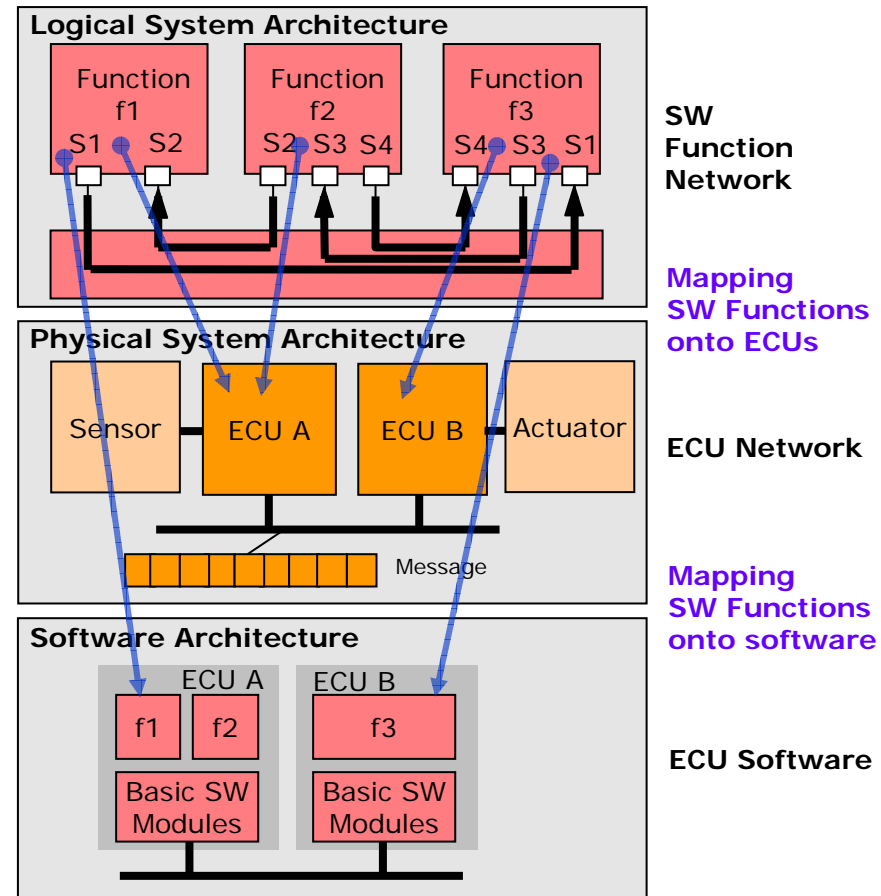 Logical System Architecture
Function
f1
S1 S2
Function
f2
S2 S3 S4
Function
f3
S4 S3 S1
SW
Function
Network
Mapping
SW Functions
onto ECUs
Physical System Architecture
Sensor
ECU A
ECU B
Actuator
ECU Network
Message
Mapping
SW Functions
onto software
Software Architecture
ECU A
ECU B
f1
f2
f3
Basic SW
Modules
Basic SW
Modules
ECU Software